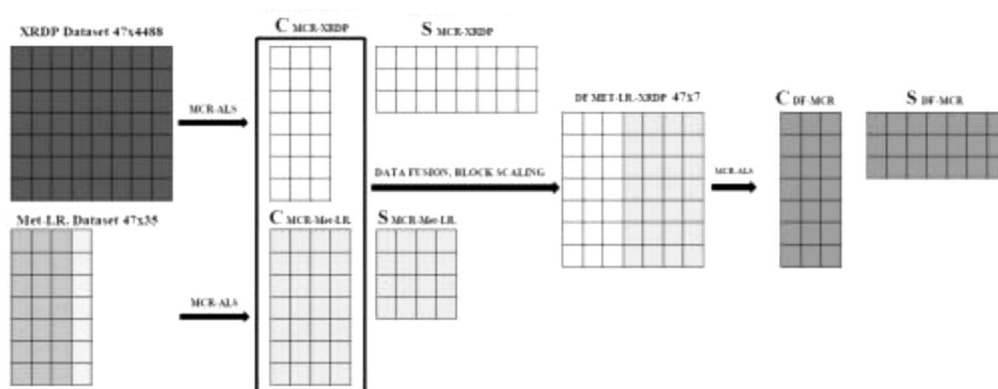 XRDP Dataset 47x4488
C MCR-XRDP
S MCR-XRDP
MCR-ALS
DF MET-LR-XRDP 47x7
C DF-MCR
S DF-MCR
DATA FUSION, BLOCK SCALING
MCR-ALS
Met-LR. Dataset 47x35
C MCR-Met-LR.
S MCR-Met-LR.
MCR-ALS